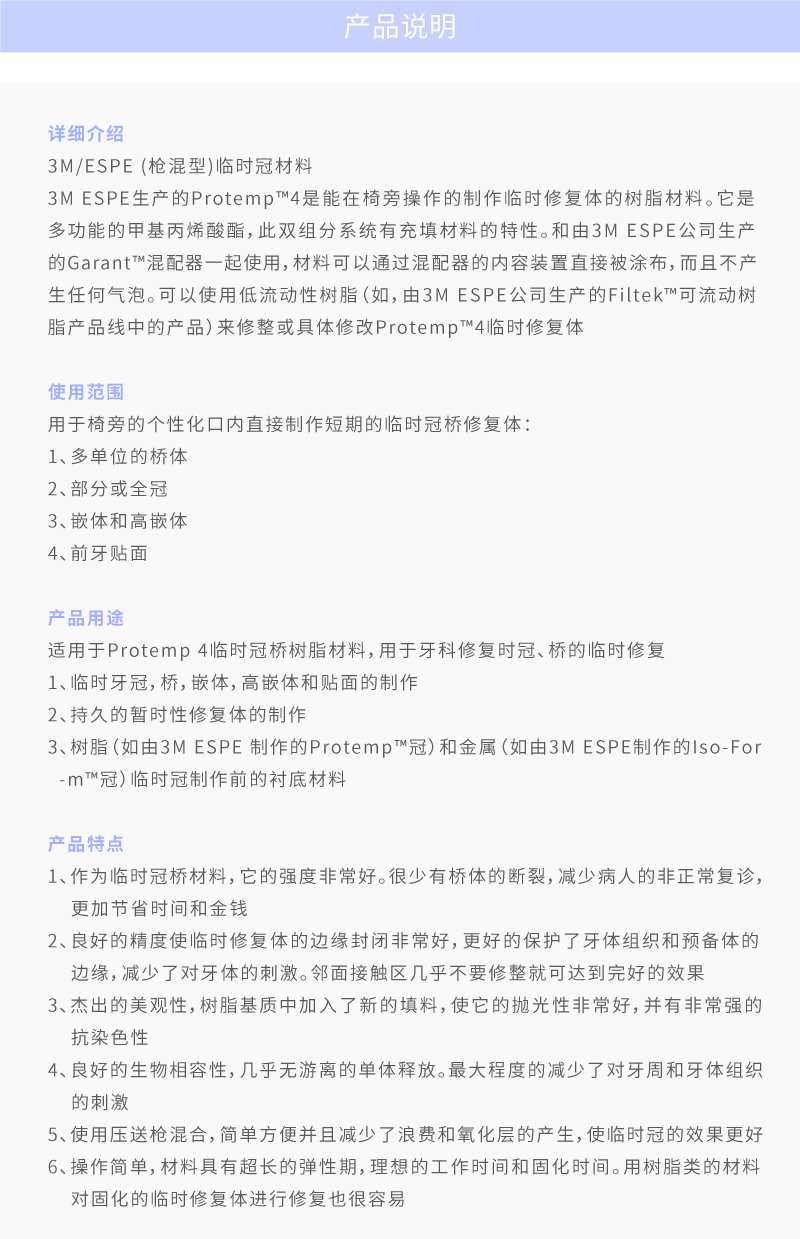 产品说明
详细介绍
3M/ESPE (枪混型)临时冠材料
3M ESPE生产的Protemp™4是能在椅旁操作的制作临时修复体的树脂材料。它是
多功能的甲基丙烯酸酯，此双组分系统有充填材料的特性。和由3M ESPE公司生产
的Garant™混配器一起使用，材料可以通过混配器的内容装置直接被涂布，而且不产
生任何气泡。可以使用低流动性树脂（如，由3M ESPE公司生产的Filtek™可流动树
脂产品线中的产品）来修整或具体修改Protemp™4临时修复体
使用范围
用于椅旁的个性化口内直接制作短期的临时冠桥修复体：
1、多单位的桥体
2、部分或全冠
3、嵌体和高嵌体
4、前牙贴面
产品用途
适用于Protemp 4临时冠桥树脂材料，用于牙科修复时冠、桥的临时修复
1、临时牙冠，桥，嵌体，高嵌体和贴面的制作
2、持久的暂时性修复体的制作
3、树脂（如由3M ESPE 制作的Protemp™冠）和金属（如由3M ESPE制作的Iso-For
-m™冠）临时冠制作前的衬底材料
产品特点
1、作为临时冠桥材料，它的强度非常好。很少有桥体的断裂，减少病人的非正常复诊，
更加节省时间和金钱
2、良好的精度使临时修复体的边缘封闭非常好，更好的保护了牙体组织和预备体的
边缘，减少了对牙体的刺激。邻面接触区几乎不要修整就可达到完好的效果
3、杰出的美观性，树脂基质中加入了新的填料，使它的抛光性非常好，并有非常强的
抗染色性
4、良好的生物相容性，几乎无游离的单体释放。最大程度的减少了对牙周和牙体组织
的刺激
5、使用压送枪混合，简单方便并且减少了浪费和氧化层的产生，使临时冠的效果更好
6、操作简单，材料具有超长的弹性期，理想的工作时间和固化时间。用树脂类的材料
对固化的临时修复体进行修复也很容易